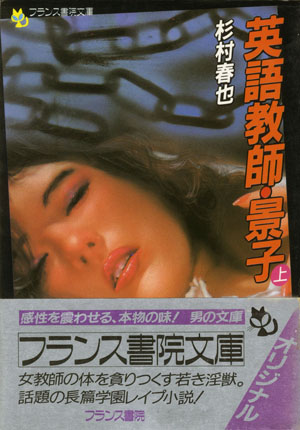 フランス書院文庫
英語教師・景子
上
杉村春也
感性を震わせる、本物の味! 男の文庫
フランス書院文庫
オリジナル
女教師の体を貪りつくす若き淫獣。
話題の長篇学園レイプ小説!
フランス書院